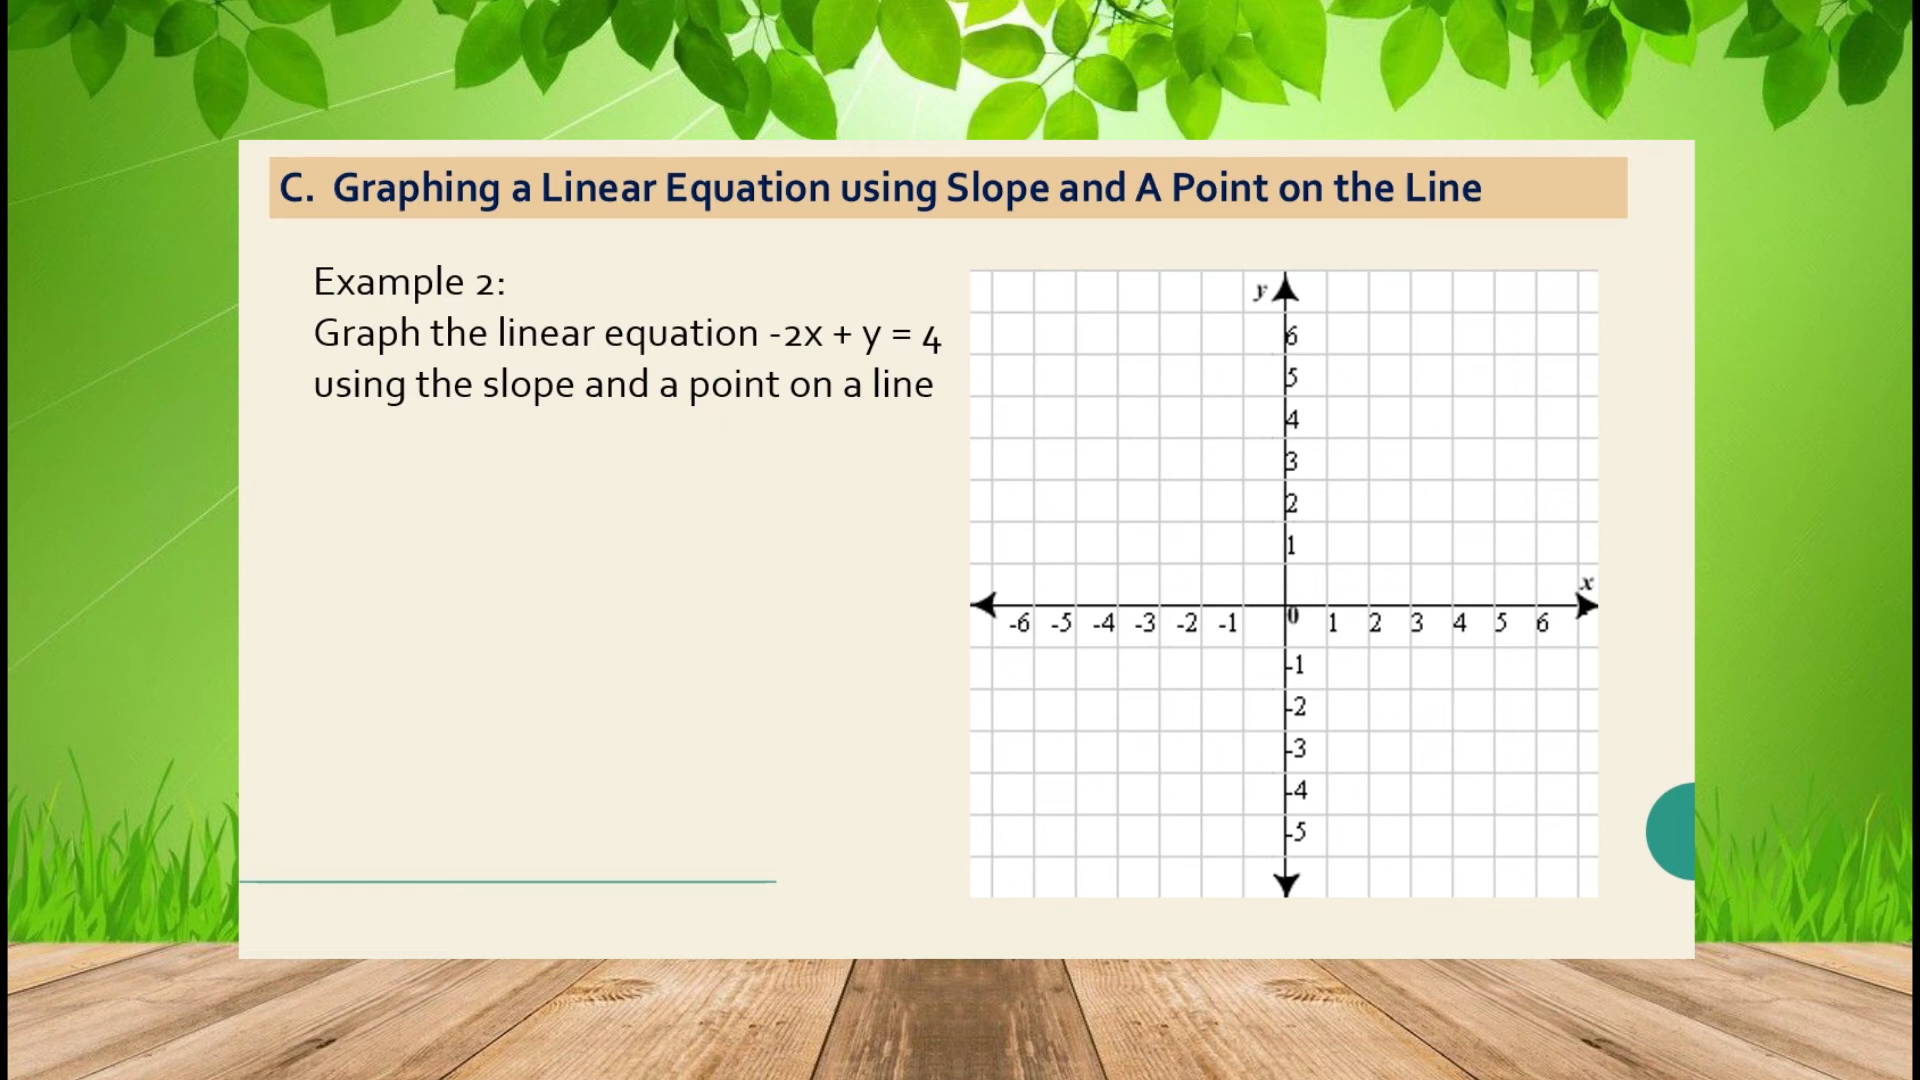 C. Graphing a Linear Equation using Slope and A Point on the Line
Example 2:
Graph the linear equation -2x + y = 4
using the slope and a point on a line
y
6
5
4
3
2
1
x
-6 -5 -4 -3 -2 -1 0 1 2 3 4 5 6
-1
-2
-3
-4
-5